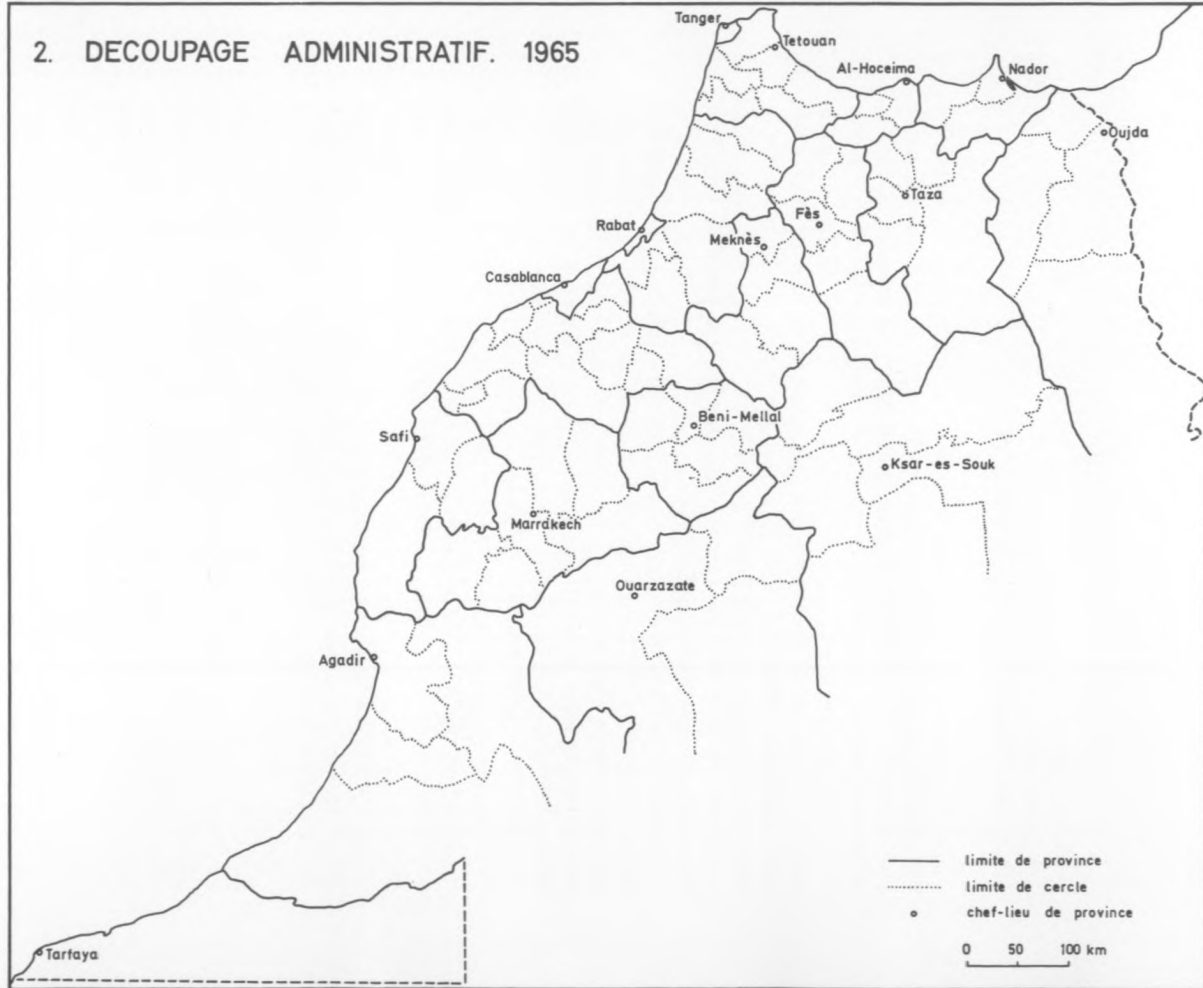 2. DECOUPAGE ADMINISTRATIF. 1965
Tanger
Tetouan
Al-Hoceima
Nador
Oujda
Taza
Fès
Rabat
Meknès
Casablanca
Beni-Mellal
Safi
Ksar-es-Souk
Marrakech
Ouarzazate
Agadir
Tarfaya
limite de province
limite de cercle
chef-lieu de province
0 50 100 km